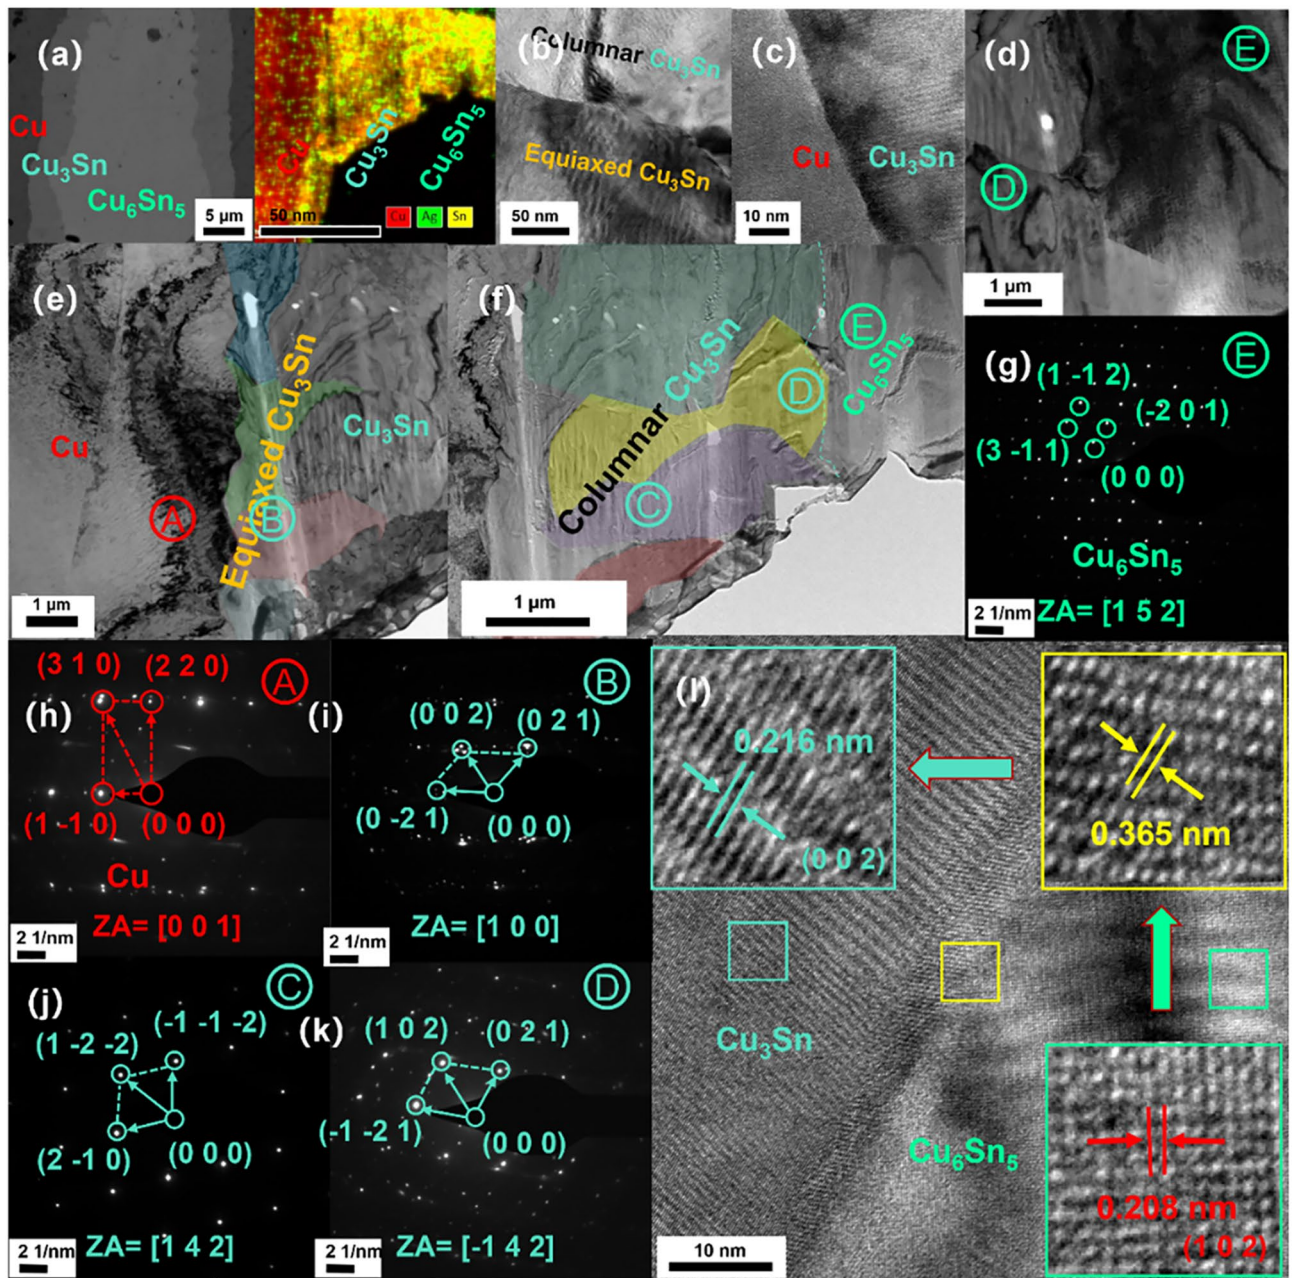 (a)
Cu
Cu₃Sn
Cu₆Sn₅
5 μm
Cu
Cu₃Sn
Cu₆Sn₅
50 nm
Cu
Ag
Sn
(b)
Columnar Cu₃Sn
Equiaxed Cu₃Sn
50 nm
(c)
Cu
Cu₃Sn
10 nm
(d)
E
D
1 μm
(e)
Cu
A
Equiaxed Cu₃Sn
B
Cu₃Sn
1 μm
(f)
Columnar Cu₃Sn
C
D
E
Cu₆Sn₅
1 μm
(g)
E
(1 -1 2)
(-2 0 1)
(3 -1 1)
(0 0 0)
Cu₆Sn₅
2 1/nm
ZA= [1 5 2]
(h)
A
(3 1 0)
(2 2 0)
(1 -1 0)
(0 0 0)
Cu
2 1/nm
ZA= [0 0 1]
(i)
B
(0 0 2)
(0 2 1)
(0 -2 1)
(0 0 0)
2 1/nm
ZA= [1 0 0]
(j)
C
(1 -2 -2)
(-1 -1 -2)
(2 -1 0)
(0 0 0)
2 1/nm
ZA= [1 4 2]
(k)
D
(1 0 2)
(0 2 1)
(-1 -2 1)
(0 0 0)
2 1/nm
ZA= [-1 4 2]
(l)
0.216 nm
(0 0 2)
0.365 nm
Cu₃Sn
Cu₆Sn₅
0.208 nm
(1 0 2)
10 nm